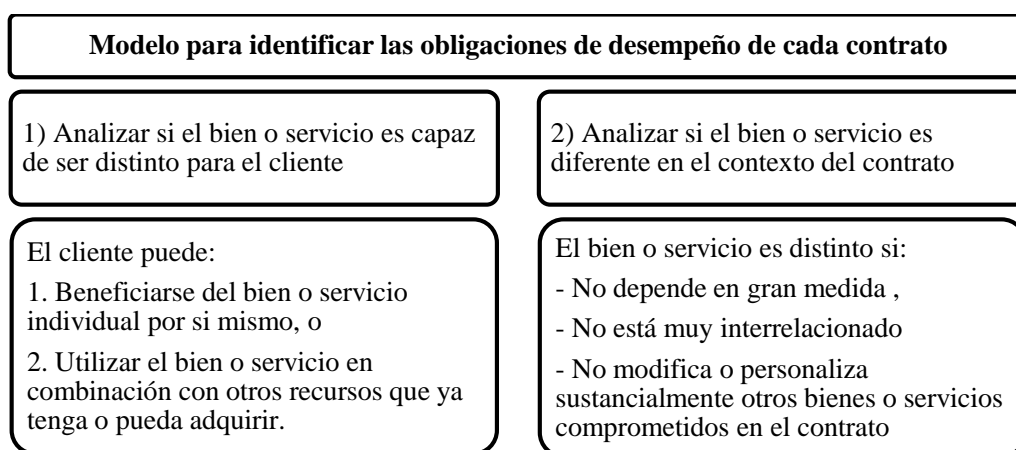 Modelo para identificar las obligaciones de desempeño de cada contrato
1) Analizar si el bien o servicio es capaz
de ser distinto para el cliente
2) Analizar si el bien o servicio es
diferente en el contexto del contrato
El cliente puede:
1. Beneficiarse del bien o servicio
individual por si mismo, o
2. Utilizar el bien o servicio en
combinación con otros recursos que ya
tenga o pueda adquirir.
El bien o servicio es distinto si:
- No depende en gran medida ,
- No está muy interrelacionado
- No modifica o personaliza
sustancialmente otros bienes o servicios
comprometidos en el contrato